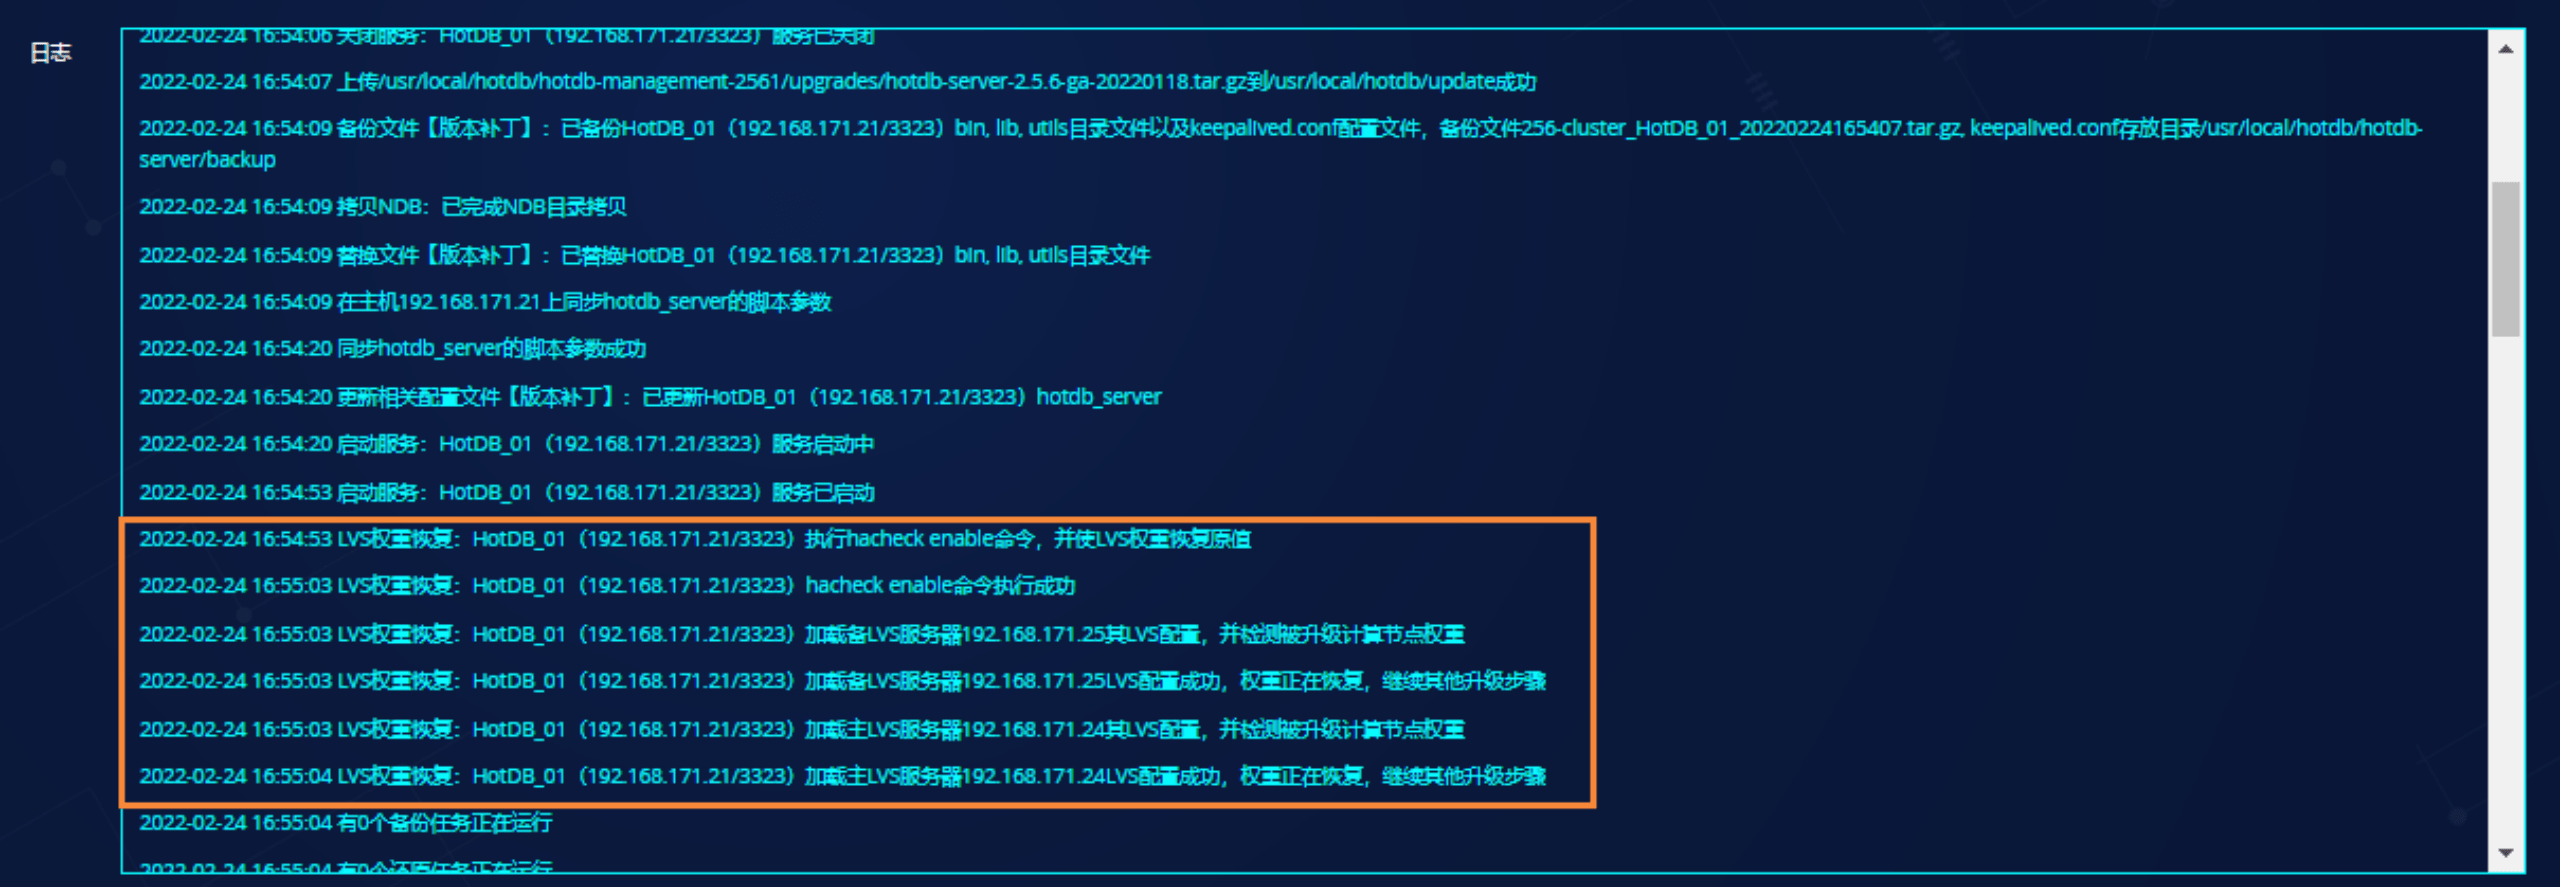 日志
2022-02-24 16:54:06 关闭服务：HotDB_01（192.168.171.21/3323）服务已关闭
2022-02-24 16:54:07 上传/usr/local/hotdb/hotdb-management-2561/upgrades/hotdb-server-2.5.6-ga-20220118.tar.gz到/usr/local/hotdb/update成功
2022-02-24 16:54:09 备份文件【版本补丁】：已备份HotDB_01（192.168.171.21/3323）bin, lib, utils目录文件以及keepalived.conf配置文件，备份文件256-cluster_HotDB_01_20220224165407.tar.gz, keepalived.conf存放目录/usr/local/hotdb/hotdb-
server/backup
2022-02-24 16:54:09 拷贝NDB：已完成NDB目录拷贝
2022-02-24 16:54:09 替换文件【版本补丁】：已替换HotDB_01（192.168.171.21/3323）bin, lib, utils目录文件
2022-02-24 16:54:09 在主机192.168.171.21上同步hotdb_server的脚本参数
2022-02-24 16:54:20 同步hotdb_server的脚本参数成功
2022-02-24 16:54:20 更新相关配置文件【版本补丁】：已更新HotDB_01（192.168.171.21/3323）hotdb_server
2022-02-24 16:54:20 启动服务：HotDB_01（192.168.171.21/3323）服务启动中
2022-02-24 16:54:53 启动服务：HotDB_01（192.168.171.21/3323）服务已启动
2022-02-24 16:54:53 LVS权重恢复：HotDB_01（192.168.171.21/3323）执行hacheck enable命令，并使LVS权重恢复原值
2022-02-24 16:55:03 LVS权重恢复：HotDB_01（192.168.171.21/3323）hacheck enable命令执行成功
2022-02-24 16:55:03 LVS权重恢复：HotDB_01（192.168.171.21/3323）加载备LVS服务器192.168.171.25其LVS配置，并检测被升级计算节点权重
2022-02-24 16:55:03 LVS权重恢复：HotDB_01（192.168.171.21/3323）加载备LVS服务器192.168.171.25LVS配置成功，权重正在恢复，继续其他升级步骤
2022-02-24 16:55:03 LVS权重恢复：HotDB_01（192.168.171.21/3323）加载主LVS服务器192.168.171.24其LVS配置，并检测被升级计算节点权重
2022-02-24 16:55:04 LVS权重恢复：HotDB_01（192.168.171.21/3323）加载主LVS服务器192.168.171.24LVS配置成功，权重正在恢复，继续其他升级步骤
2022-02-24 16:55:04 有0个备份任务正在运行
2022-02-24 16:55:04 有0个还原任务正在运行